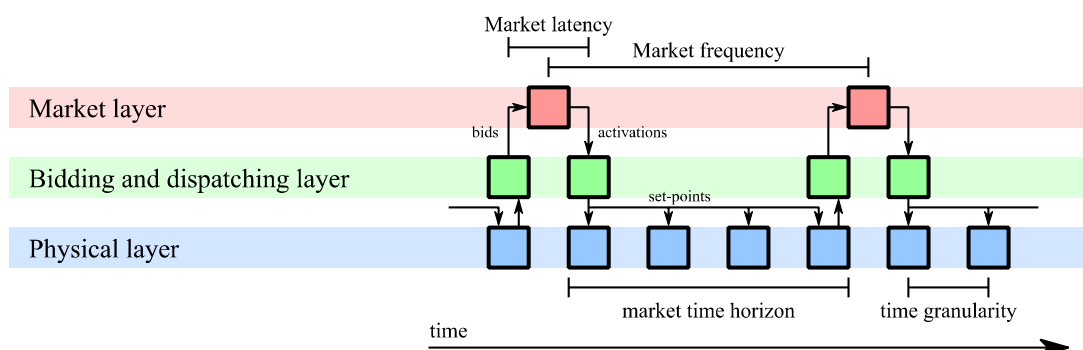 Market latency
Market frequency
Market layer
bids
activations
Bidding and dispatching layer
set-points
Physical layer
market time horizon
time granularity
time